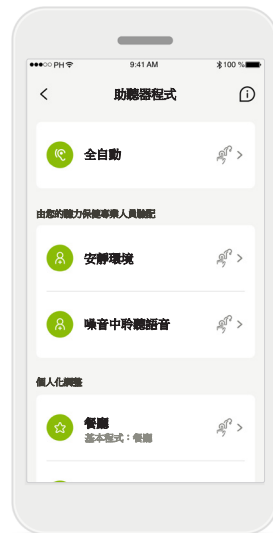 PH 9:41 AM 100 %
助聽器程式
全自動
由您的聽力保健專業人員驗配
安靜環境
噪音中聆聽語音
個人化調整
餐廳
基本程式：餐廳